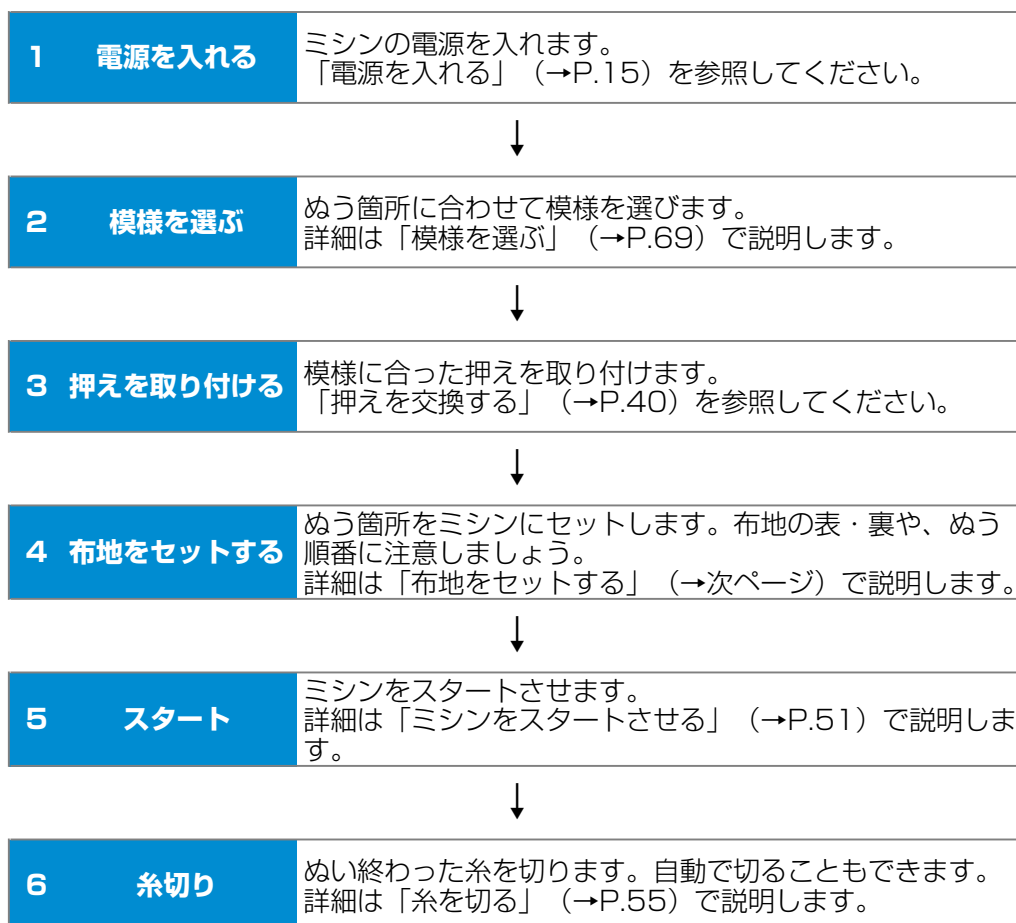 1 電源を入れる
ミシンの電源を入れます。
「電源を入れる」（→P.15）を参照してください。
↓
2 模様を選ぶ
ぬう箇所に合わせて模様を選びます。
詳細は「模様を選ぶ」（→P.69）で説明します。
↓
3 押えを取り付ける
模様に合った押えを取り付けます。
「押えを交換する」（→P.40）を参照してください。
↓
4 布地をセットする
ぬう箇所をミシンにセットします。布地の表・裏や、ぬう
順番に注意しましょう。
詳細は「布地をセットする」（→次ページ）で説明します。
↓
5 スタート
ミシンをスタートさせます。
詳細は「ミシンをスタートさせる」（→P.51）で説明しま
す。
↓
6 糸切り
ぬい終わった糸を切ります。自動で切ることもできます。
詳細は「糸を切る」（→P.55）で説明します。